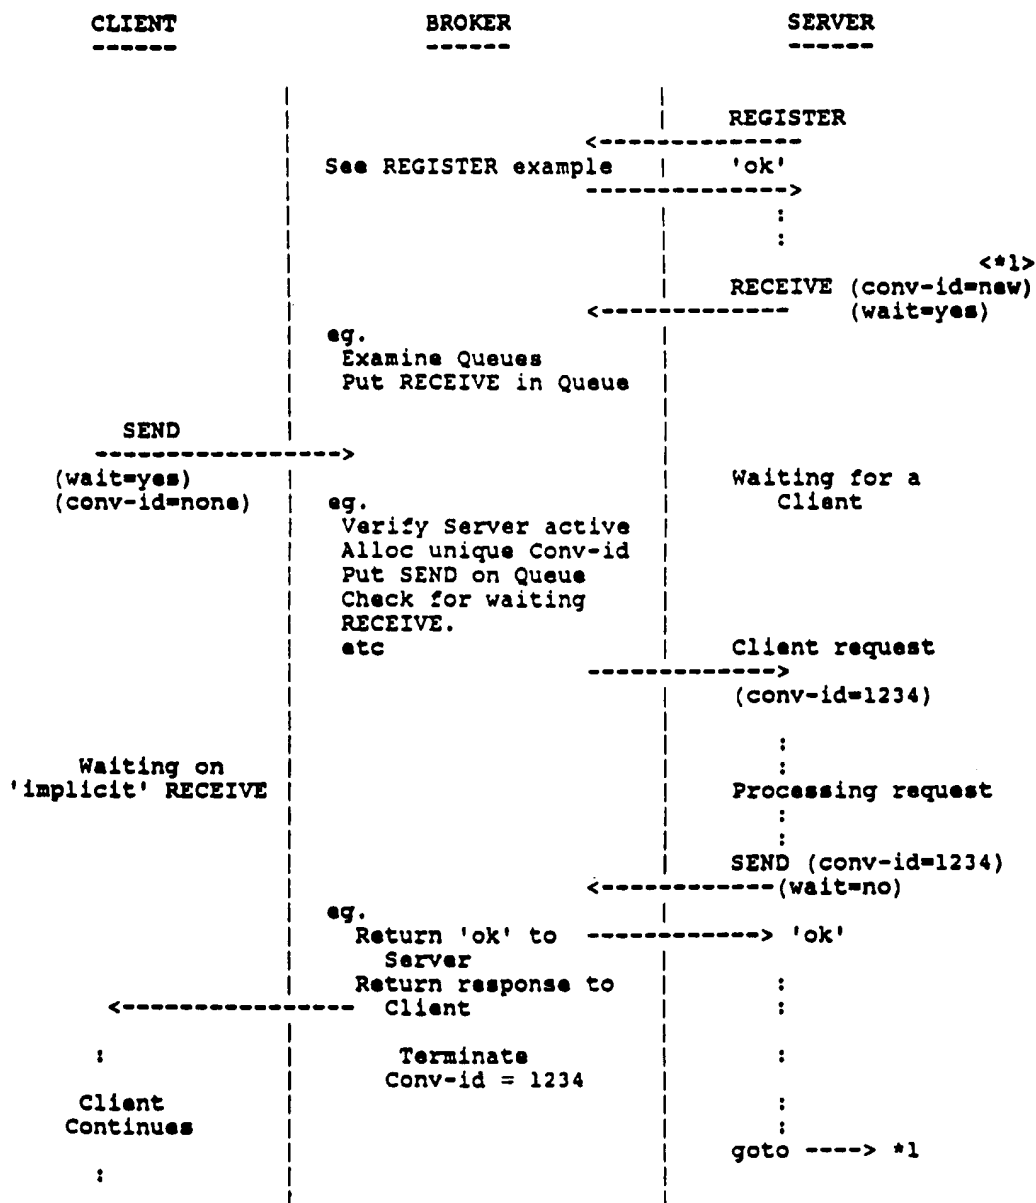 CLIENT BROKER SERVER
------ ------ ------
REGISTER
<---------------
See REGISTER example 'ok'
--------------->
:
:
<*1>
RECEIVE (conv-id=new)
<-------------- (wait=yes)
eg.
Examine Queues
Put RECEIVE in Queue
SEND
------------------->
(wait=yes) Waiting for a
(conv-id=none) eg. Client
Verify Server active
Alloc unique Conv-id
Put SEND on Queue
Check for waiting
RECEIVE.
etc Client request
-------------->
(conv-id=1234)
:
Waiting on :
'implicit' RECEIVE Processing request
:
:
SEND (conv-id=1234)
<-------------(wait=no)
eg.
Return 'ok' to ------------> 'ok'
Server
Return response to :
<----------------- Client :
: Terminate :
Conv-id = 1234
Client :
Continues :
goto ----> *1
: